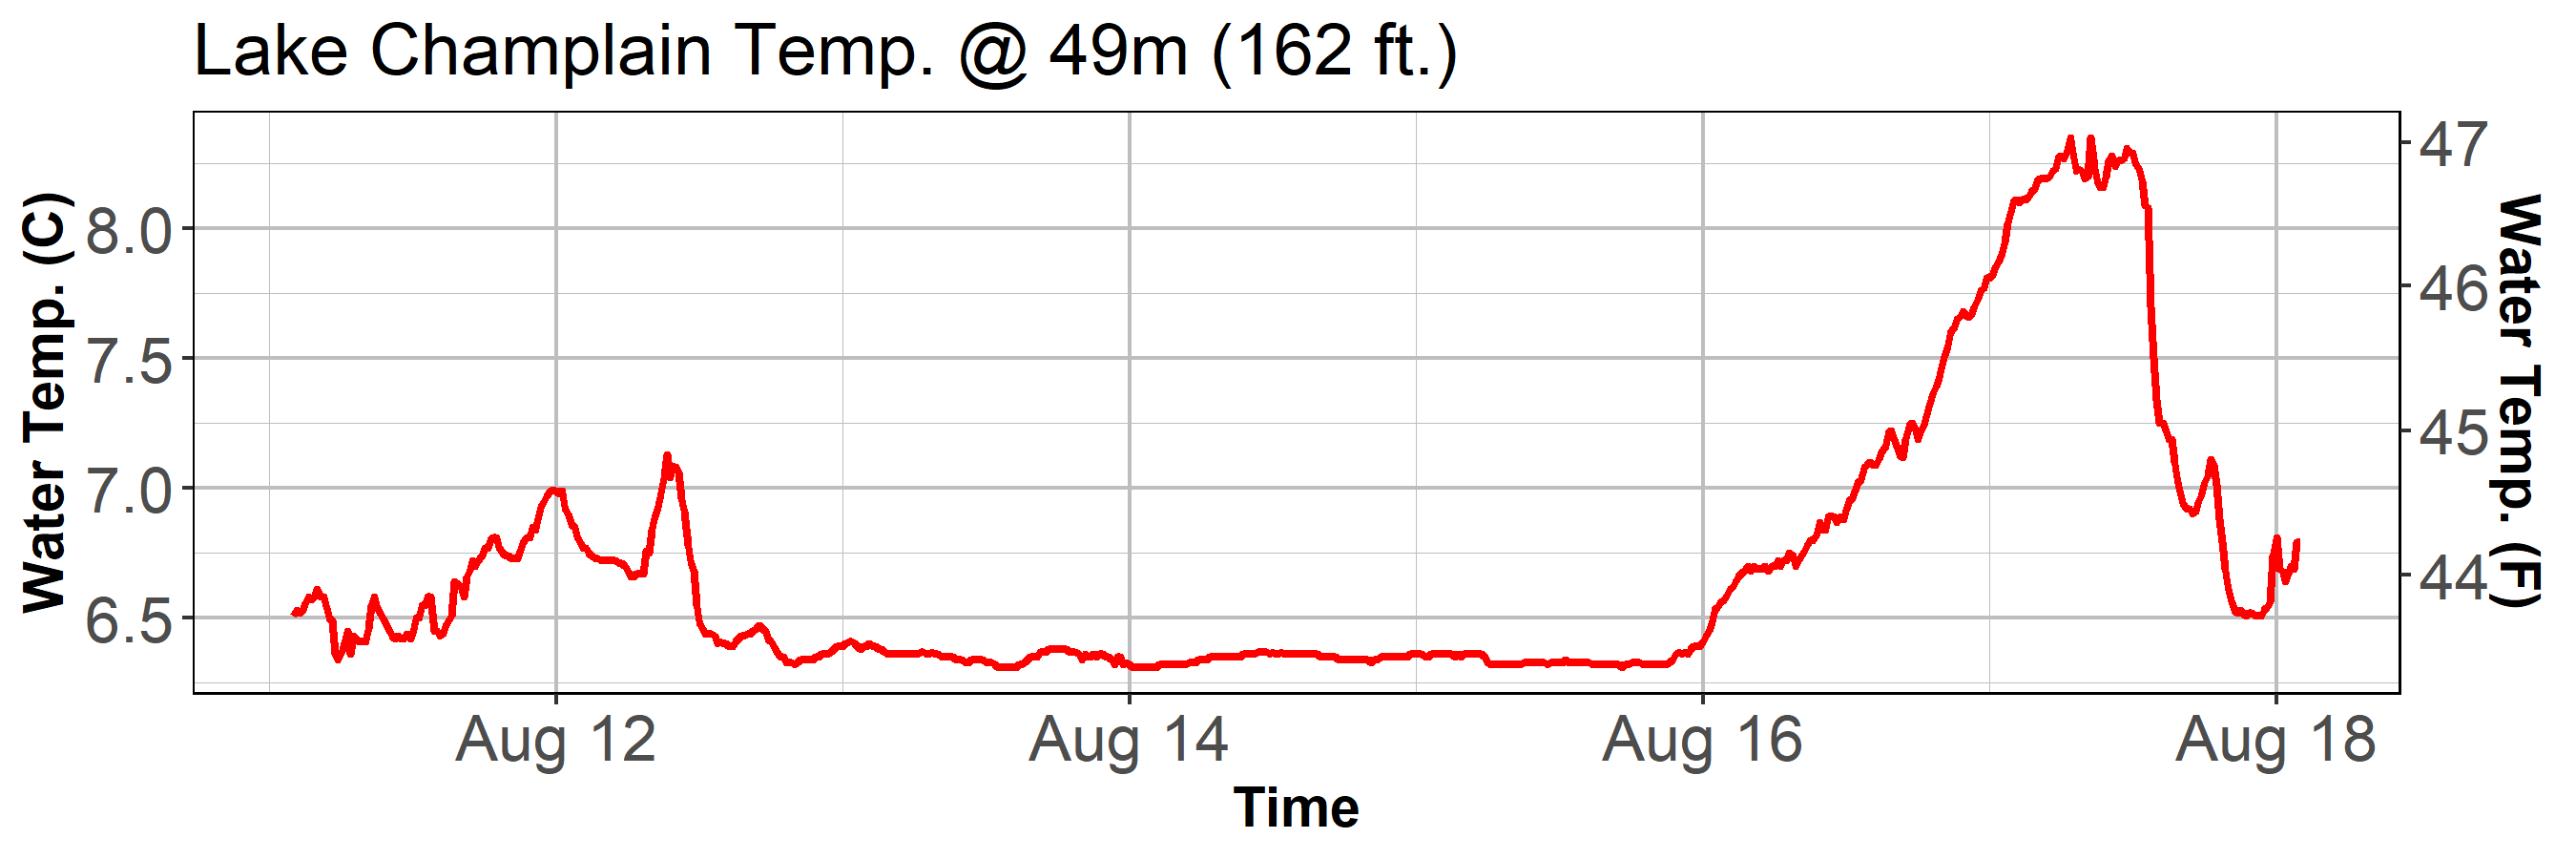 Lake Champlain Temp. @ 49m (162 ft.)
Water Temp. (C)
8.0
7.5
7.0
6.5
47
46
45
44
Water Temp. (F)
Aug 12
Aug 14
Aug 16
Aug 18
Time